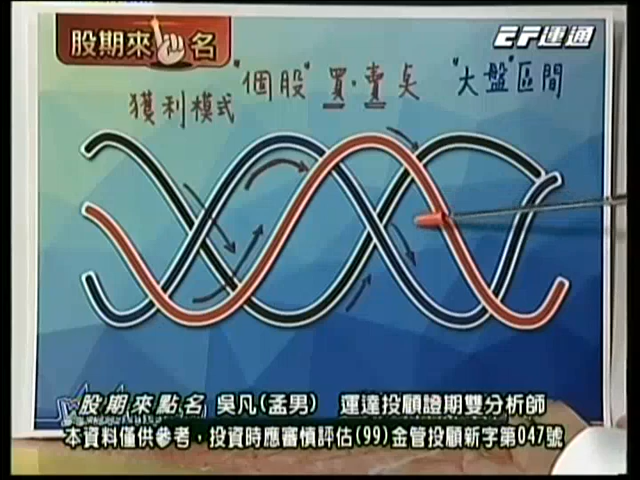 股期來點名
EF運通
"個股"買·賣點 "大盤"區間
獲利模式
股期來點名 吳凡(孟男) 運達投顧證期雙分析師
本資料僅供參考,投資時應審慎評估(99)金管投顧新字第047號